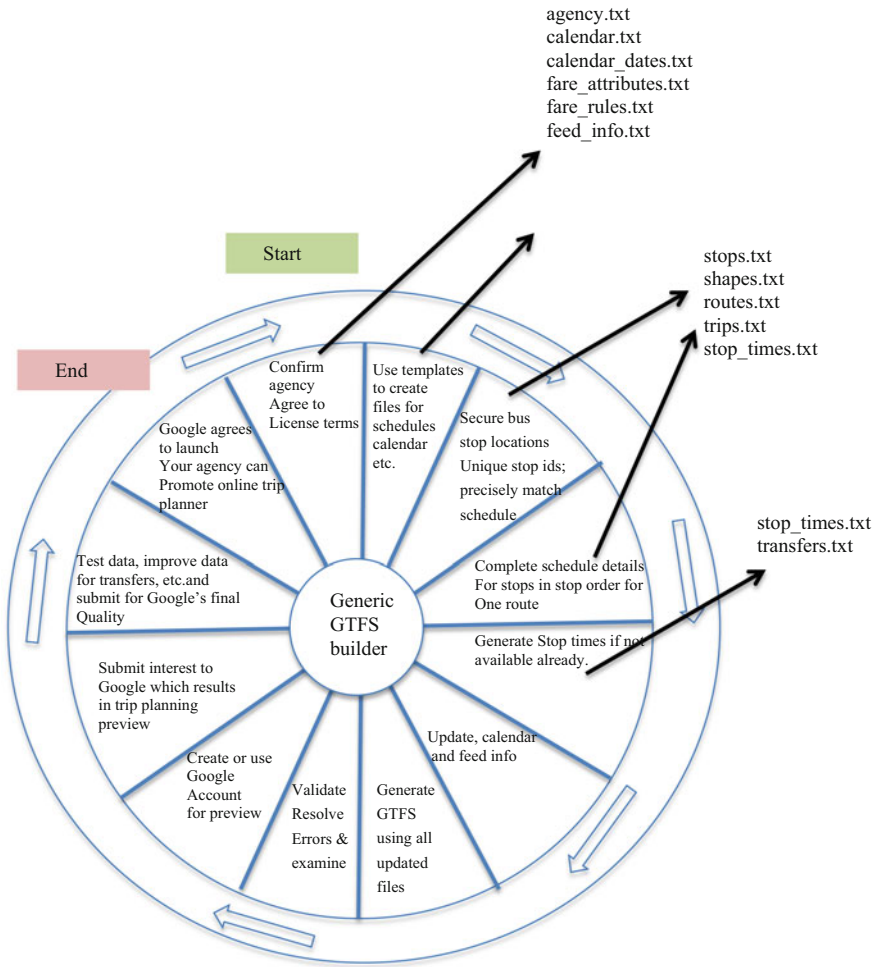 agency.txt
calendar.txt
calendar_dates.txt
fare_attributes.txt
fare_rules.txt
feed_info.txt
Start
stops.txt
shapes.txt
routes.txt
trips.txt
stop_times.txt
End
Confirm
agency
Agree to
License terms
Use templates
to create
files for
schedules
calendar
etc.
Secure bus
stop locations
Unique stop ids;
precisely match
schedule
Complete schedule details
For stops in stop order for
One route
stop_times.txt
transfers.txt
Generate Stop times if not
available already.
Update, calendar
and feed info
Generate
GTFS
using all
updated
files
Validate
Resolve
Errors &
examine
Create or use
Google
Account
for preview
Submit interest to
Google which results
in trip planning
preview
Test data, improve data
for transfers, etc.and
submit for Google's final
Quality
Google agrees
to launch
Your agency can
Promote online trip
planner
Generic
GTFS
builder